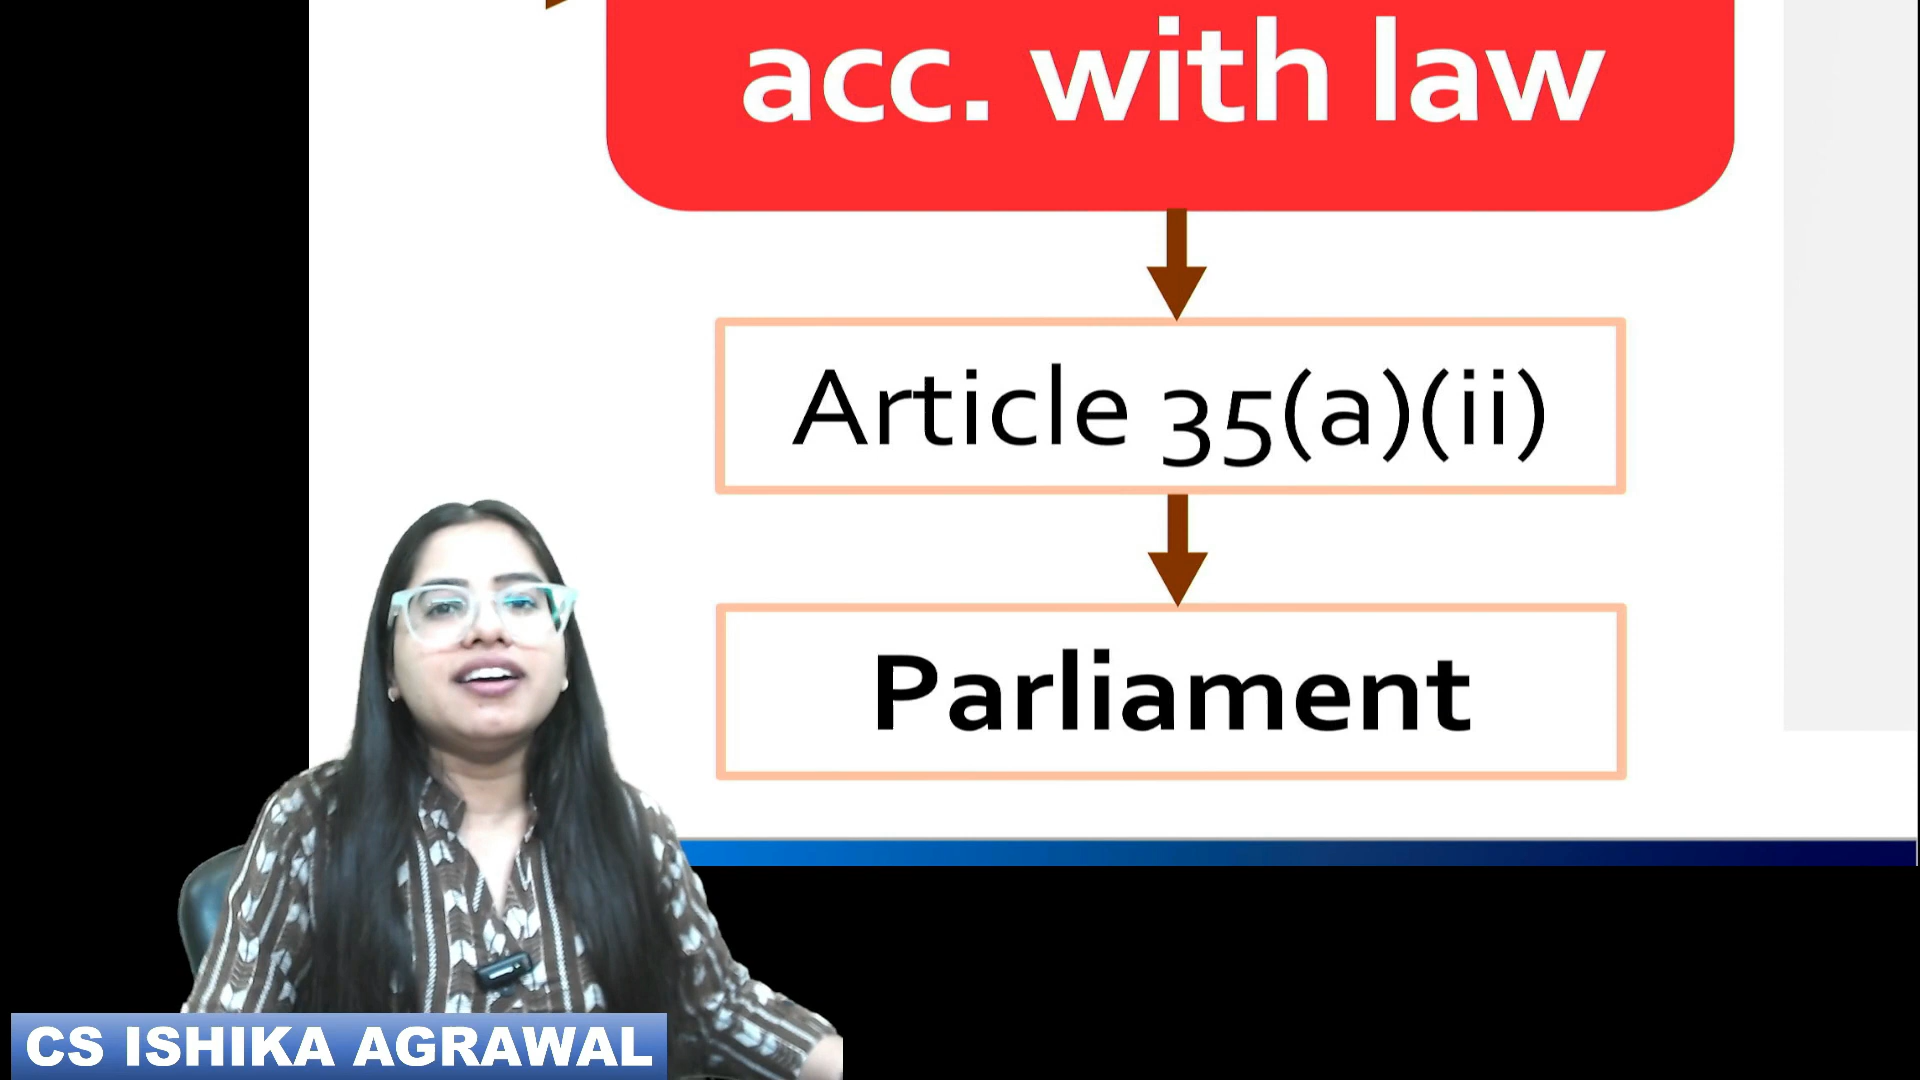 acc. with law
Article 35(a)(ii)
Parliament
CS ISHIKA AGRAWAL